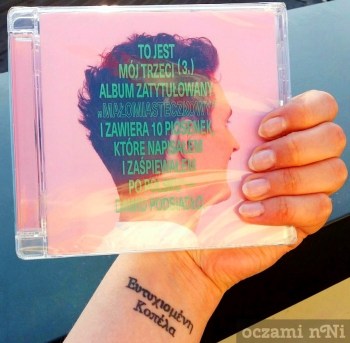 TO JEST
MÓJ TRZECI (3.)
ALBUM ZATYTUŁOWANY
„MAŁOMIASTECZKOWY”
I ZAWIERA 10 PIOSENEK
KTÓRE NAPISAŁEM
I ZAŚPIEWAŁEM
PO
Ευτυχισμένη
Κοπέλα
oczami nNi